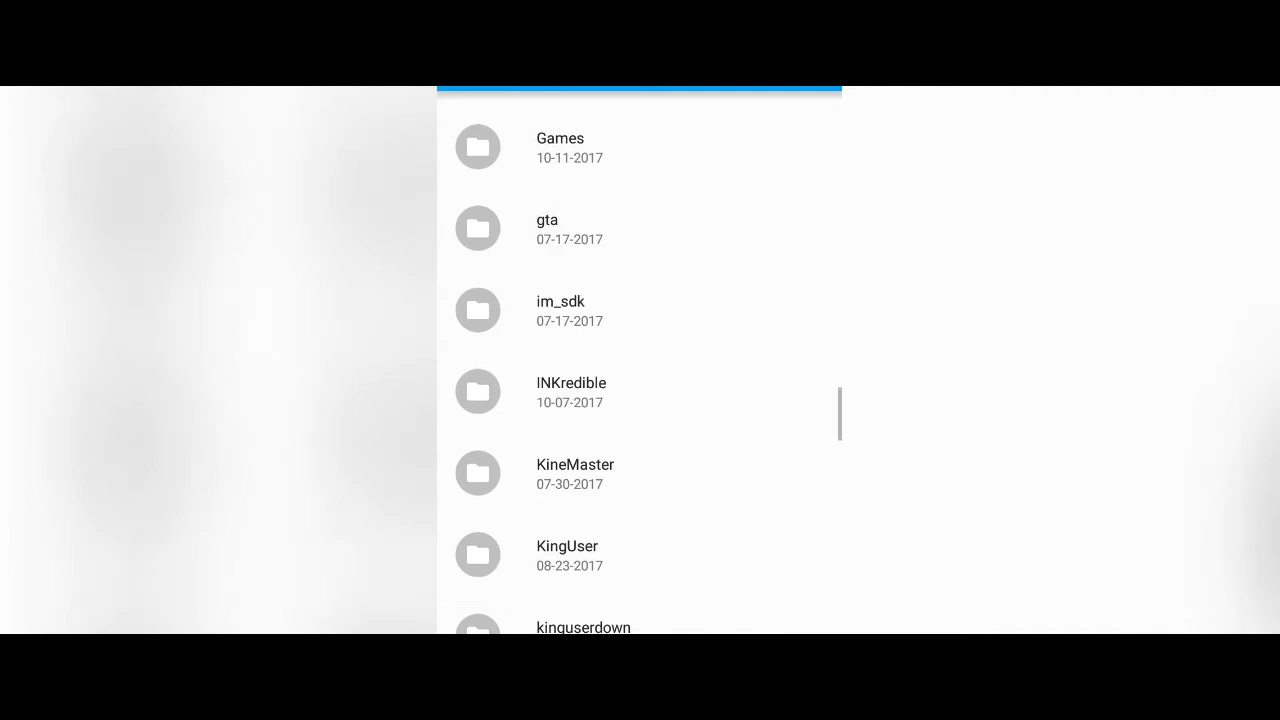 Games
10-11-2017
gta
07-17-2017
im_sdk
07-17-2017
INKredible
10-07-2017
KineMaster
07-30-2017
KingUser
08-23-2017
kinguserdown